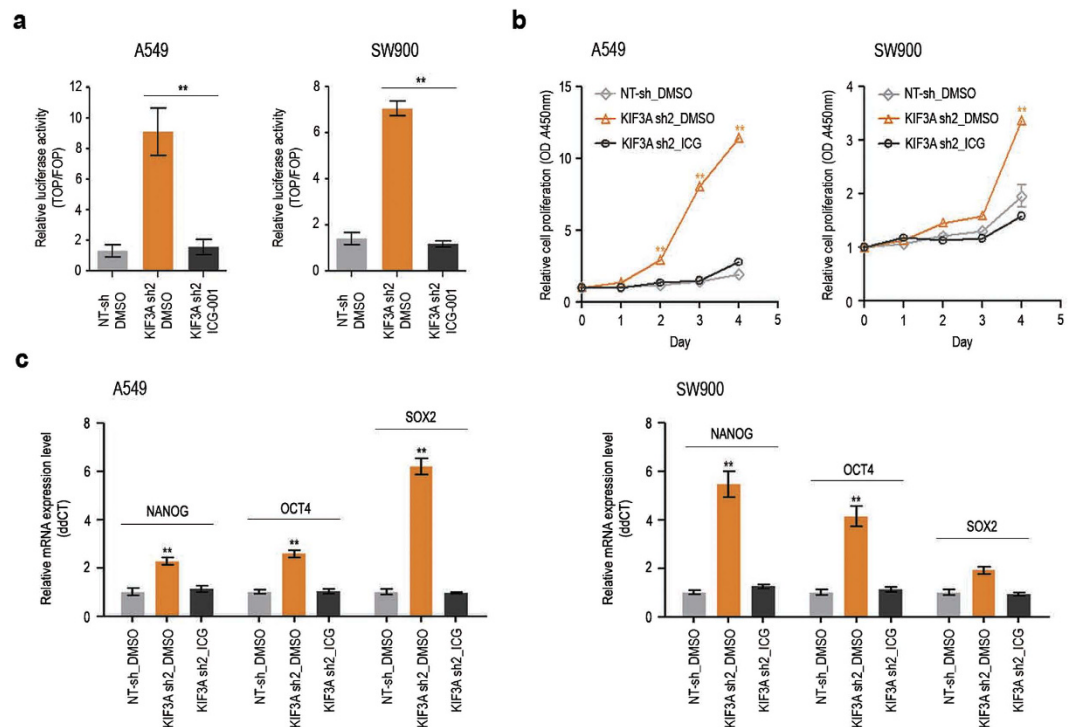 a
A549
Relative luciferase activity
(TOP/FOP)
12
10
8
6
4
2
0
**
NT-sh
DMSO
KIF3A sh2
DMSO
KIF3A sh2
ICG-001
SW900
Relative luciferase activity
(TOP/FOP)
8
6
4
2
0
**
NT-sh
DMSO
KIF3A sh2
DMSO
KIF3A sh2
ICG-001
b
A549
Relative cell proliferation (OD A450nm)
15
10
5
0
NT-sh_DMSO
KIF3A sh2_DMSO
KIF3A sh2_ICG
**
**
**
0 1 2 3 4 5
Day
SW900
Relative cell proliferation (OD A450nm)
4
3
2
1
0
NT-sh_DMSO
KIF3A sh2_DMSO
KIF3A sh2_ICG
**
0 1 2 3 4 5
Day
c
A549
Relative mRNA expression level
(ddCT)
8
6
4
2
0
NANOG
**
OCT4
**
SOX2
**
NT-sh_DMSO
KIF3A sh2_DMSO
KIF3A sh2_ICG
NT-sh_DMSO
KIF3A sh2_DMSO
KIF3A sh2_ICG
NT-sh_DMSO
KIF3A sh2_DMSO
KIF3A sh2_ICG
SW900
Relative mRNA expression level
(ddCT)
8
6
4
2
0
NANOG
**
OCT4
**
SOX2
NT-sh_DMSO
KIF3A sh2_DMSO
KIF3A sh2_ICG
NT-sh_DMSO
KIF3A sh2_DMSO
KIF3A sh2_ICG
NT-sh_DMSO
KIF3A sh2_DMSO
KIF3A sh2_ICG